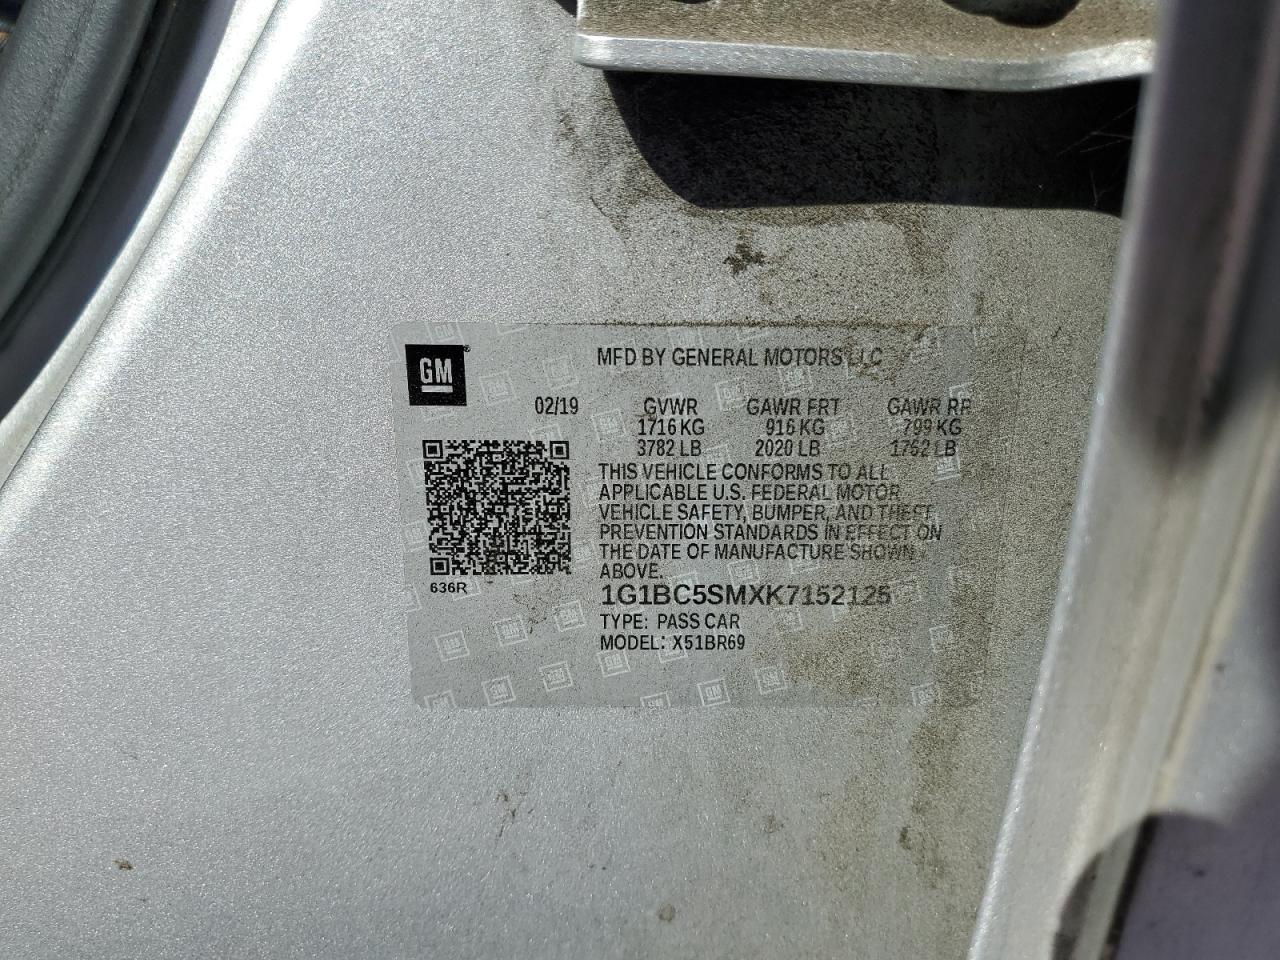 GM
MFD BY GENERAL MOTORS LLC
02/19 GVWR GAWR FRT GAWR RR
1716 KG 916 KG 799 KG
3782 LB 2020 LB 1762 LB
THIS VEHICLE CONFORMS TO ALL
APPLICABLE U.S. FEDERAL MOTOR
VEHICLE SAFETY, BUMPER, AND THEFT
PREVENTION STANDARDS IN EFFECT ON
THE DATE OF MANUFACTURE SHOWN
ABOVE.
636R
1G1BC5SMXK7152125
TYPE: PASS CAR
MODEL: X51BR69